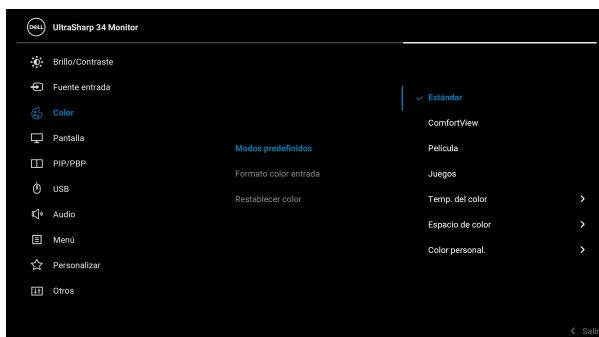 DELL UltraSharp 34 Monitor
Brillo/Contraste
Fuente entrada
Color
Pantalla
PIP/PBP
USB
Audio
Menú
Personalizar
Otros
Modos predefinidos
Formato color entrada
Restablecer color
Estándar
ComfortView
Película
Juegos
Temp. del color
Espacio de color
Color personal.
Salir